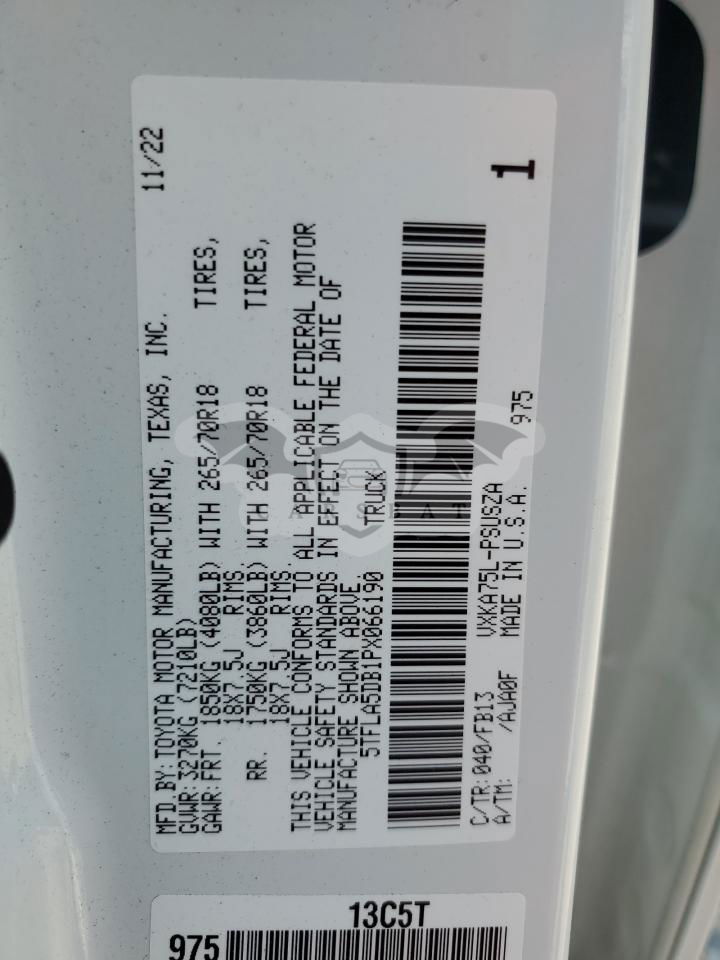 MFD.BY:TOYOTA MOTOR MANUFACTURING, TEXAS, INC. 11/22
GVWR:3270KG (7210LB)
GAWR:FRT. 1850KG (4080LB) WITH 265/70R18 TIRES,
18X7.5J RIMS.
RR. 1750KG (3860LB) WITH 265/70R18 TIRES,
18X7.5J RIMS.
THIS VEHICLE CONFORMS TO ALL APPLICABLE FEDERAL MOTOR
VEHICLE SAFETY STANDARDS IN EFFECT ON THE DATE OF
MANUFACTURE SHOWN ABOVE.
5TFLA5DB1PX066190 TRUCK
C/TR:040/FB13 VXKA75L-PSUSZA
A/TM: /AJA0F MADE IN U.S.A. 975
1
13C5T
975